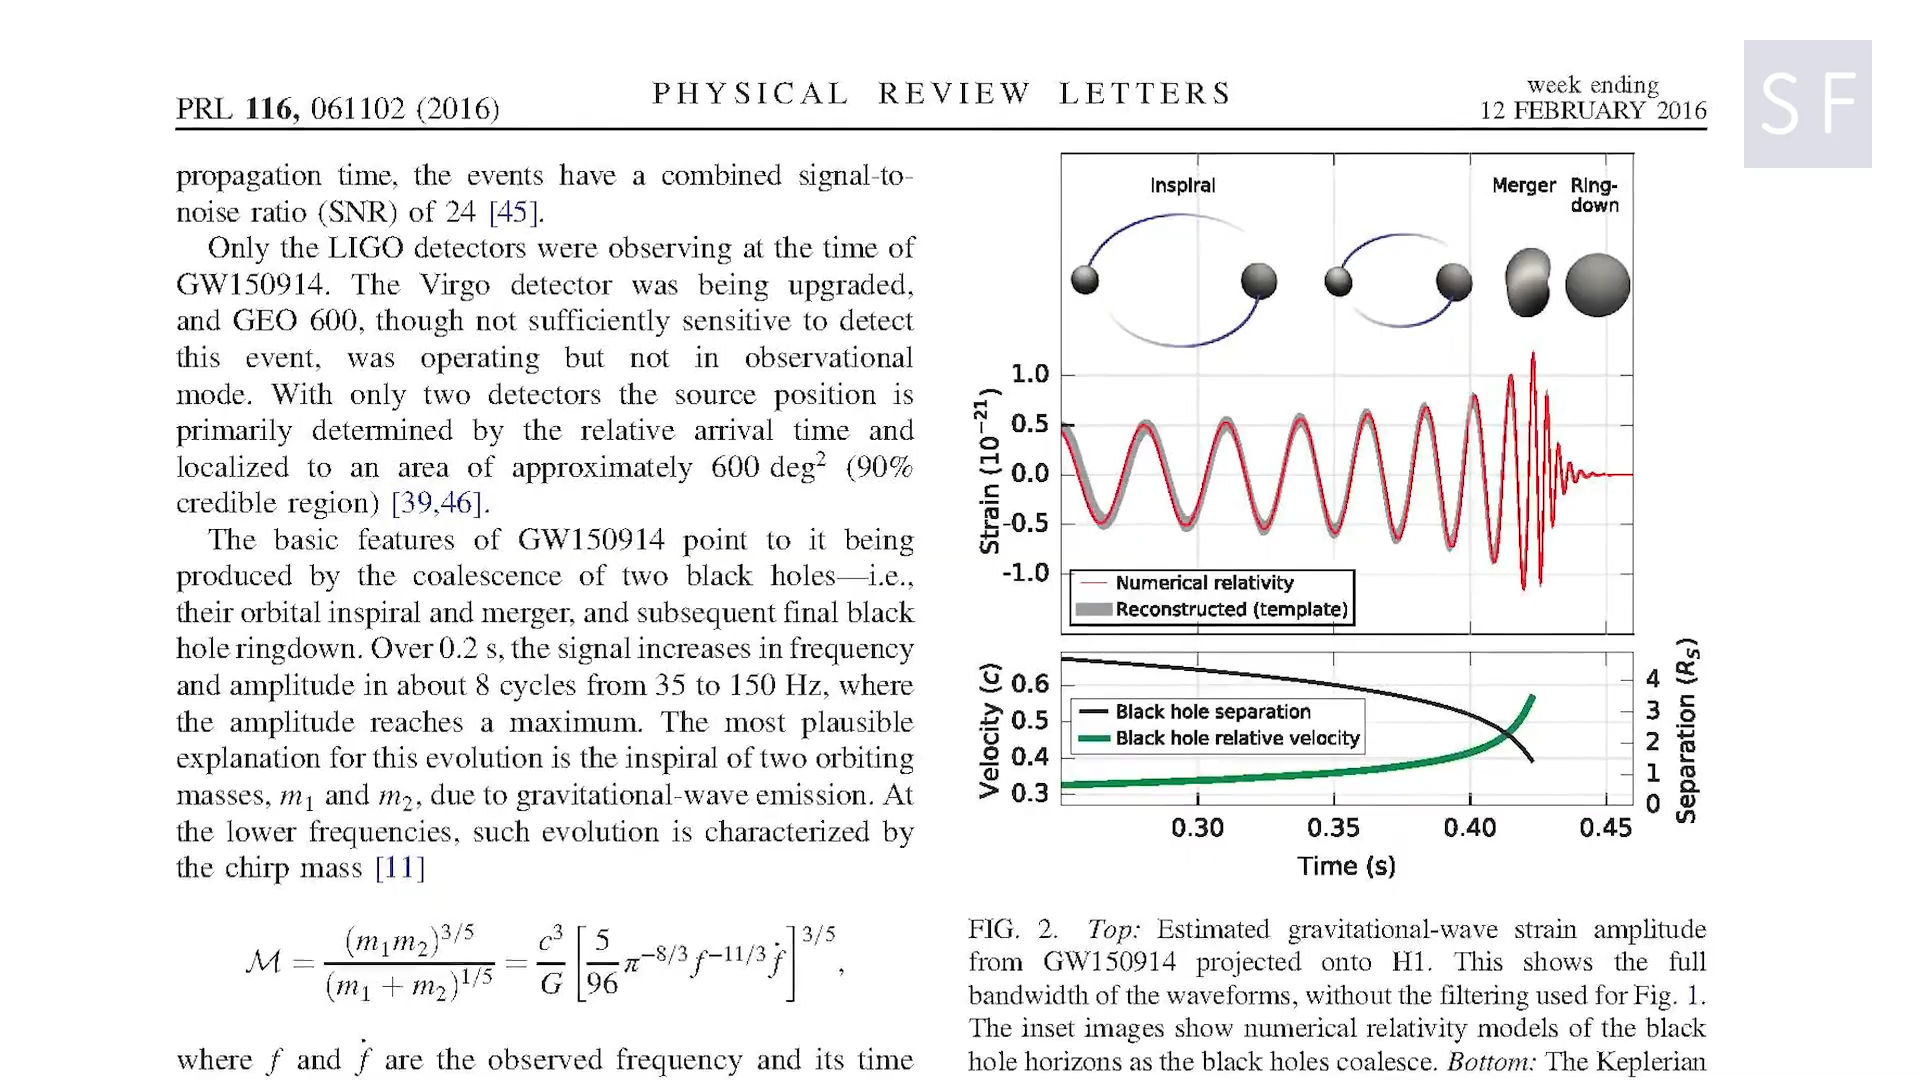 PRL 116, 061102 (2016)
PHYSICAL REVIEW LETTERS
week ending
12 FEBRUARY 2016
SF
propagation time, the events have a combined signal-to-
noise ratio (SNR) of 24 [45].
Only the LIGO detectors were observing at the time of
GW150914. The Virgo detector was being upgraded,
and GEO 600, though not sufficiently sensitive to detect
this event, was operating but not in observational
mode. With only two detectors the source position is
primarily determined by the relative arrival time and
localized to an area of approximately 600 deg² (90%
credible region) [39,46].
The basic features of GW150914 point to it being
produced by the coalescence of two black holes—i.e.,
their orbital inspiral and merger, and subsequent final black
hole ringdown. Over 0.2 s, the signal increases in frequency
and amplitude in about 8 cycles from 35 to 150 Hz, where
the amplitude reaches a maximum. The most plausible
explanation for this evolution is the inspiral of two orbiting
masses, m₁ and m₂, due to gravitational-wave emission. At
the lower frequencies, such evolution is characterized by
the chirp mass [11]
ℳ = (m₁m₂)^3/5 / (m₁ + m₂)^1/5 = c³/G [5/96 π^−8/3 f^−11/3 ḟ]^3/5,
where f and ḟ are the observed frequency and its time
Inspiral
Merger
Ring-
down
Strain (10⁻²¹)
1.0
0.5
0.0
-0.5
-1.0
Numerical relativity
Reconstructed (template)
Velocity (c)
0.6
0.5
0.4
0.3
Black hole separation
Black hole relative velocity
4
3
2
1
0
Separation (R_S)
0.30 0.35 0.40 0.45
Time (s)
FIG. 2. Top: Estimated gravitational-wave strain amplitude
from GW150914 projected onto H1. This shows the full
bandwidth of the waveforms, without the filtering used for Fig. 1.
The inset images show numerical relativity models of the black
hole horizons as the black holes coalesce. Bottom: The Keplerian